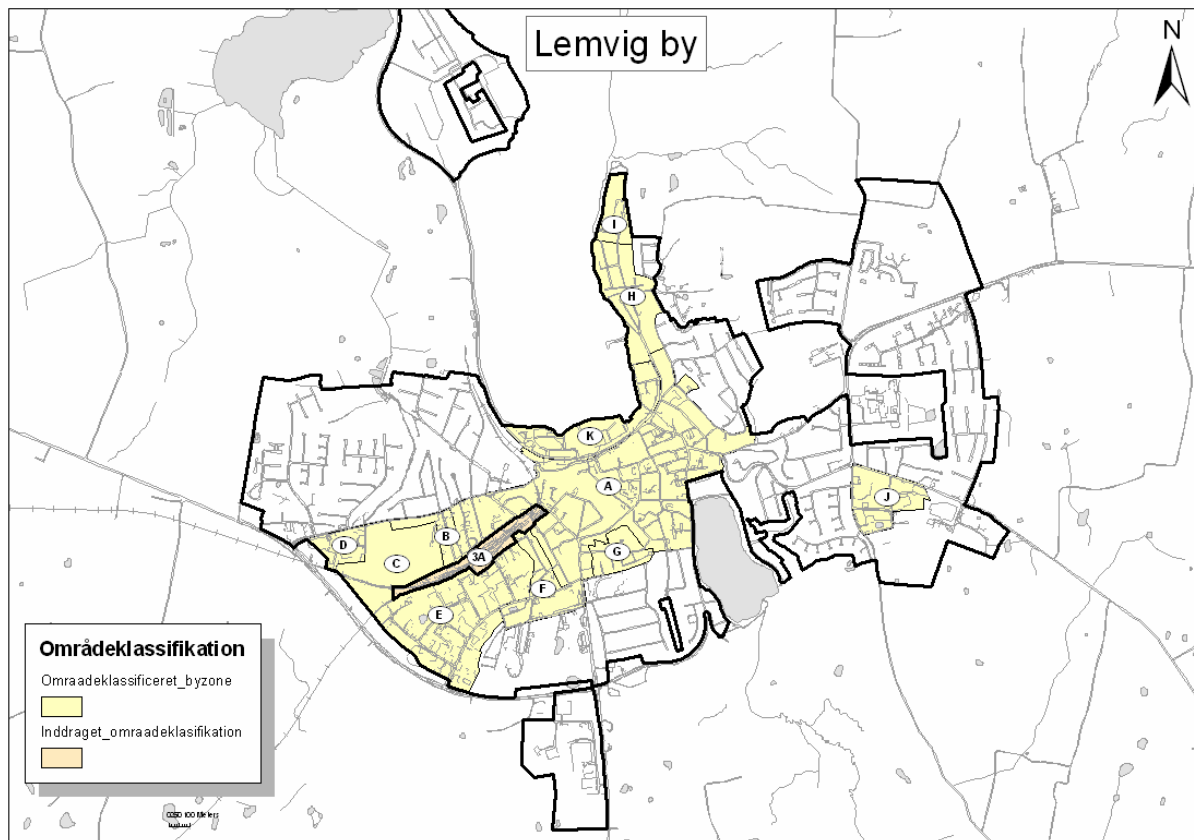 Lemvig by
N
I
H
K
A
J
B
D
3A
G
C
F
E
Områdeklassifikation
Omraadeklassificeret_byzone
Inddraget_omraadeklasifikation